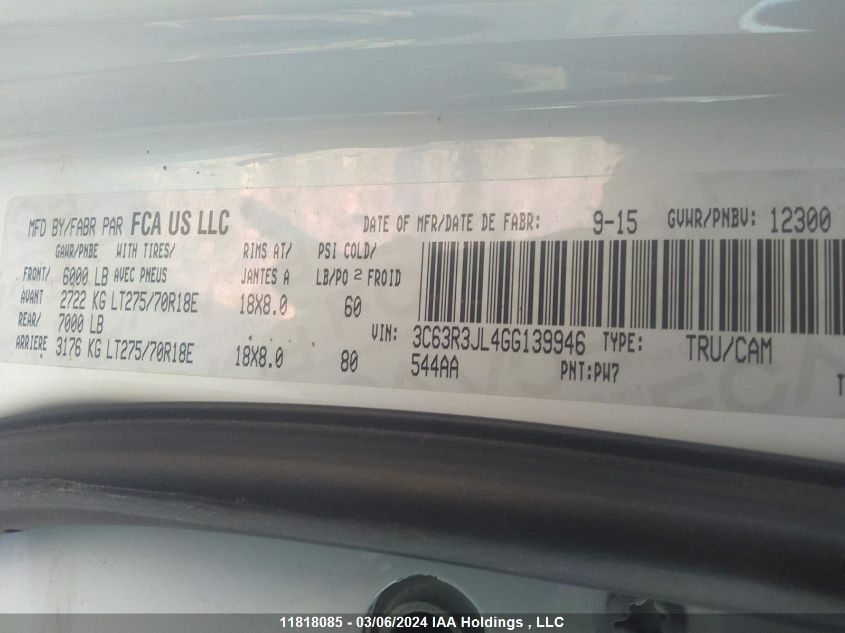 MFD BY/FABR PAR FCA US LLC DATE OF MFR/DATE DE FABR: 9-15 GVWR/PNBV: 12300
GAWR/PNBE WITH TIRES/ RIMS AT/ PSI COLD/
FRONT/ 6000 LB AVEC PNEUS JANTES A LB/PO 2 FROID
AVANT 2722 KG LT275/70R18E 18X8.0 60
REAR/ 7000 LB
ARRIERE 3176 KG LT275/70R18E 18X8.0 80
VIN: 3C63R3JL4GG139946 TYPE: TRU/CAM
544AA PNT:PW7
11818085 - 03/06/2024 IAA Holdings , LLC